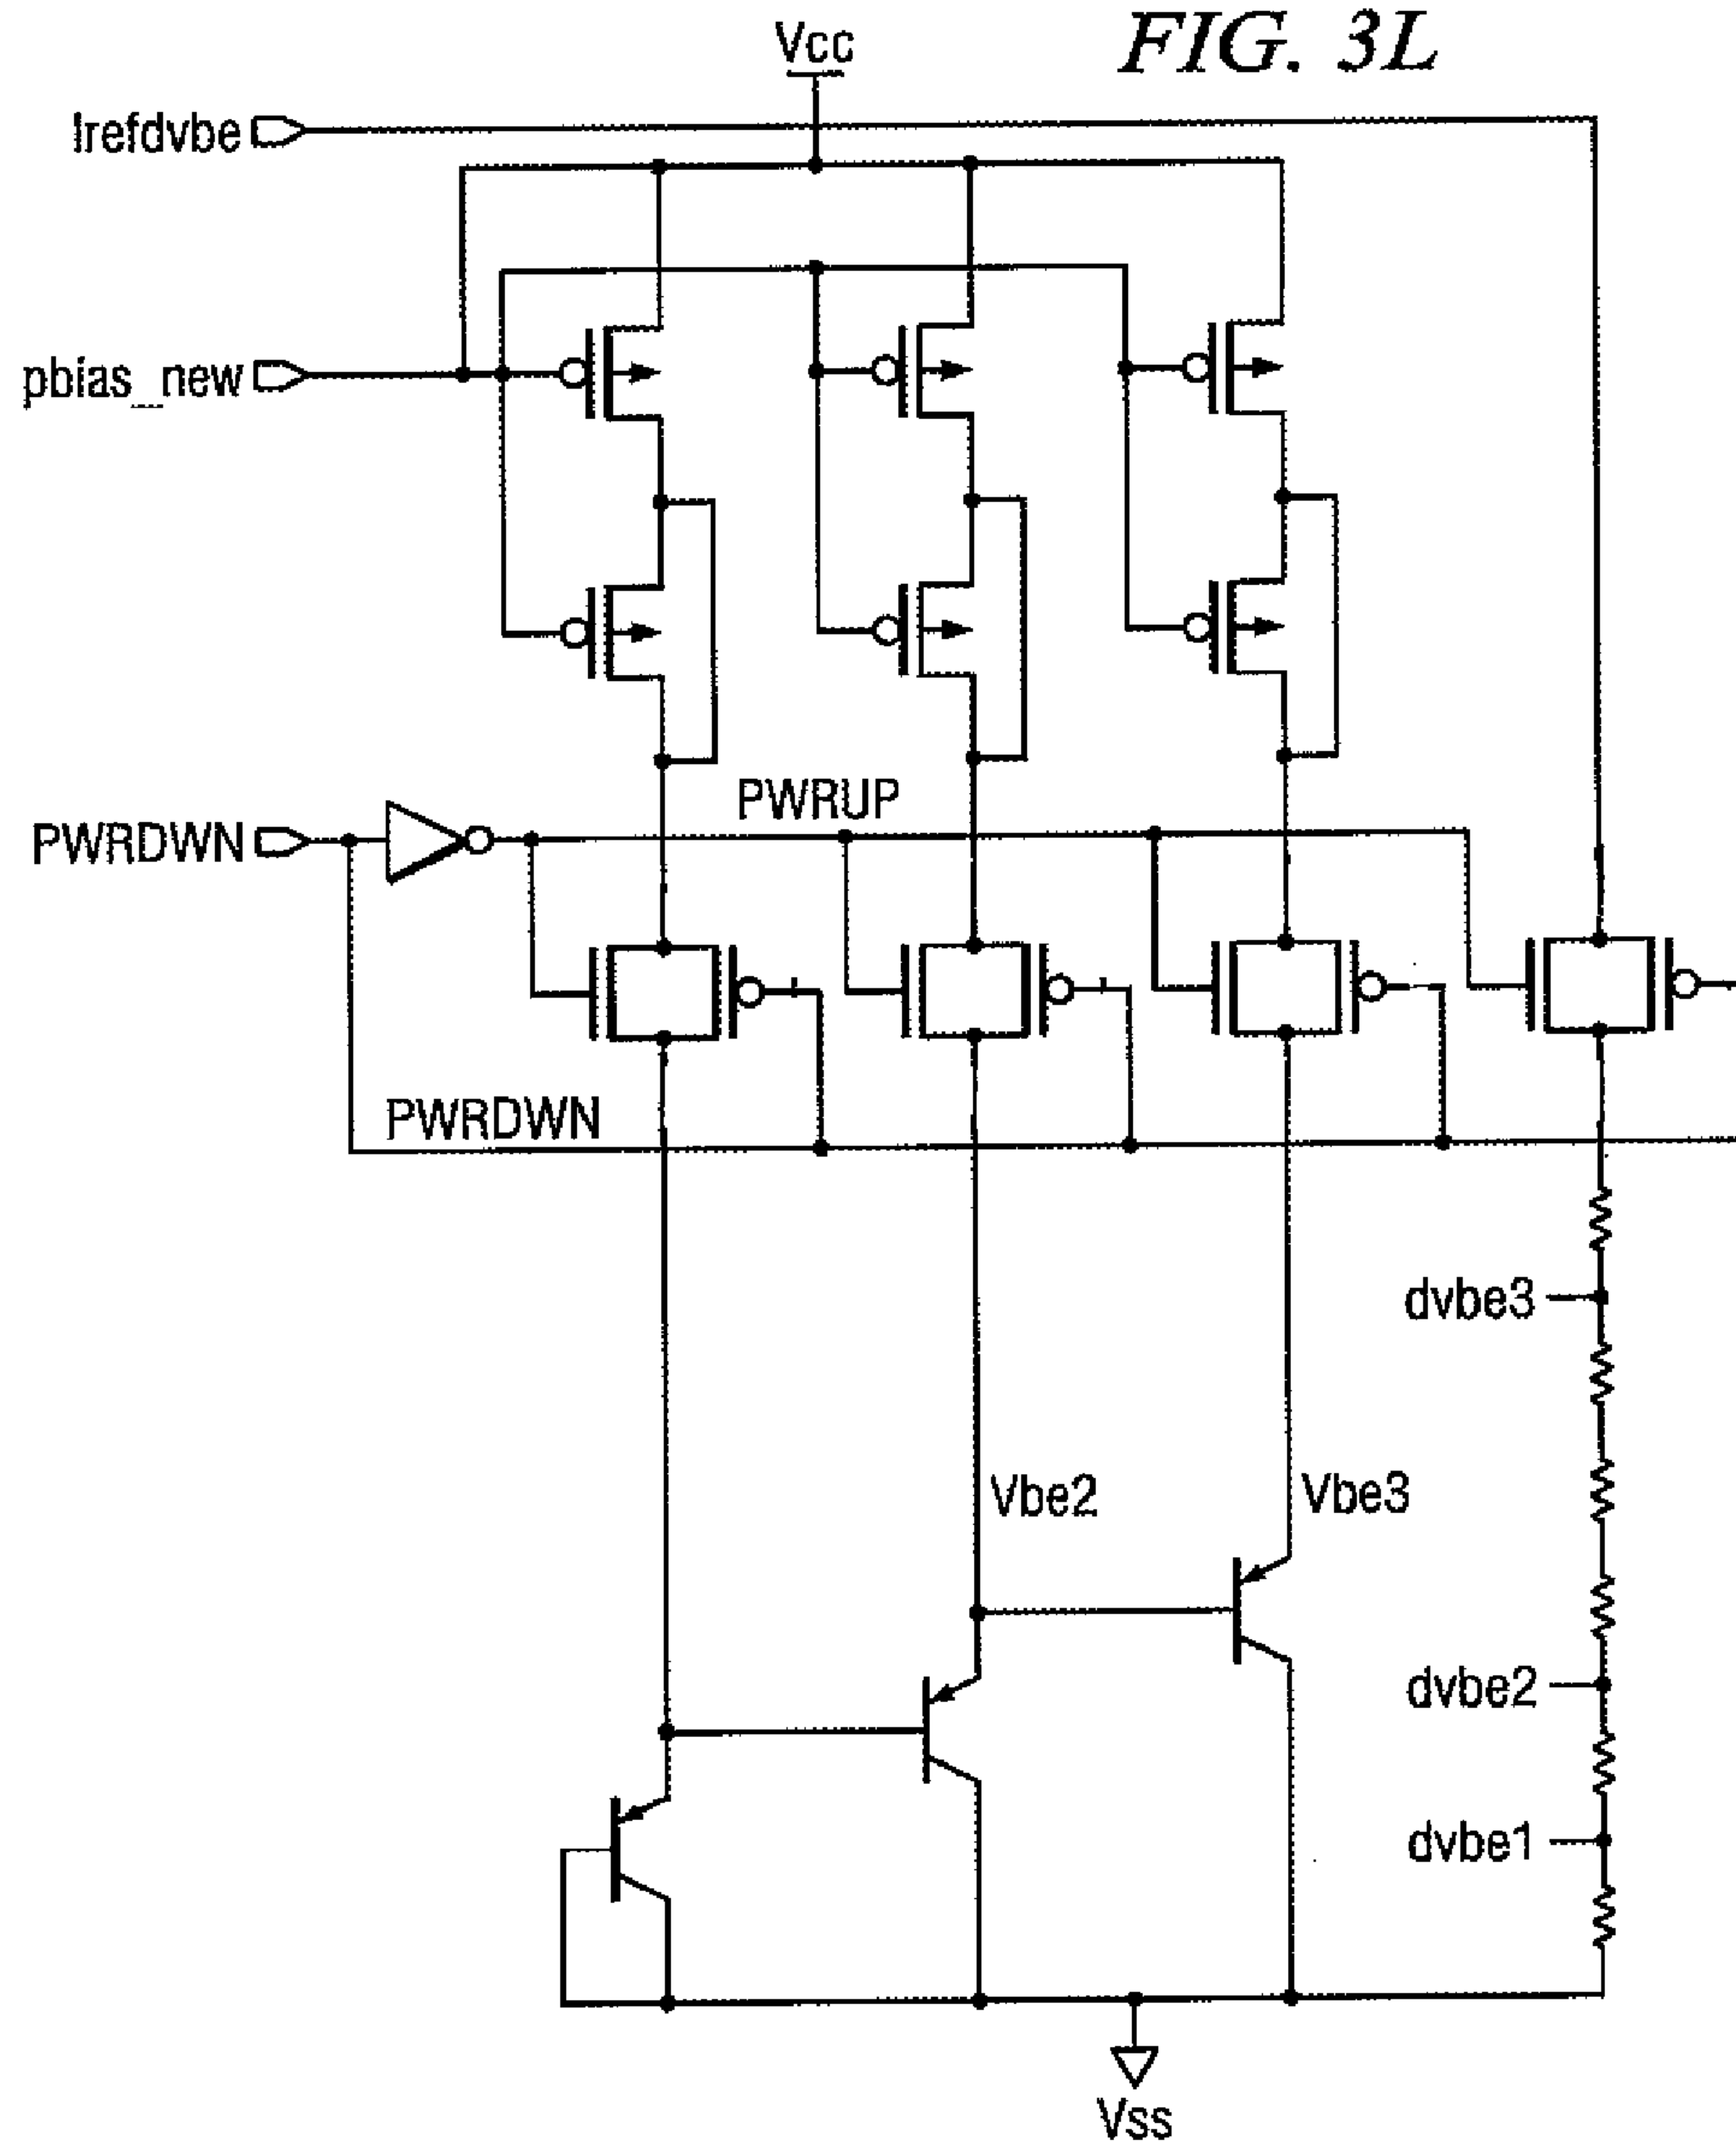 FIG. 3L
Vcc
Irefdvbe
pbias_new
PWRUP
PWRDWN
PWRDWN
dvbe3
Vbe2
Vbe3
dvbe2
dvbe1
Vss